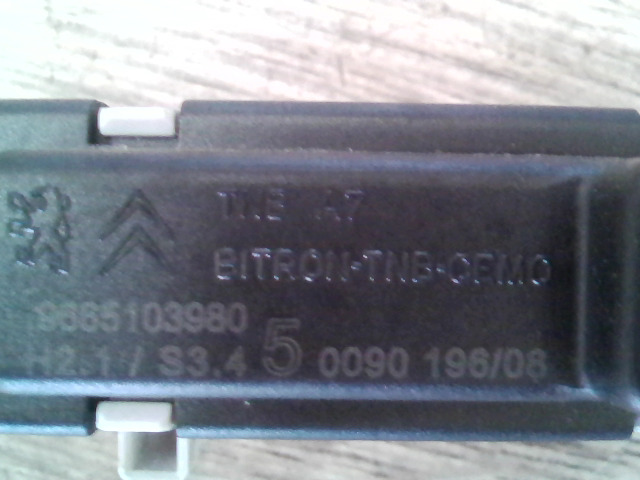 TNE A7
BITRON-TNB-CEMO
9665103980
H2.1 / S3.4 5 0090 196/08